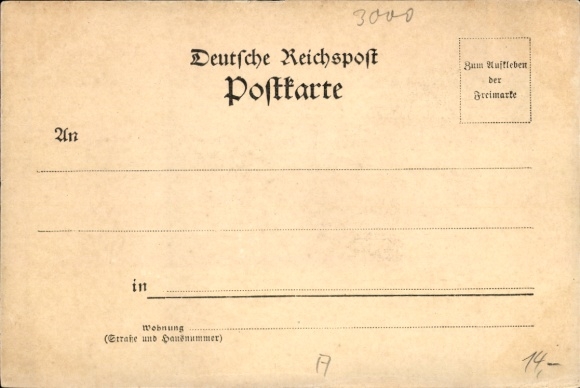 3000
Deutsche Reichspost
Postkarte
Zum Aufkleben
der
Freimarke
An
in
Wohnung
(Straße und Hausnummer)
A
14,-